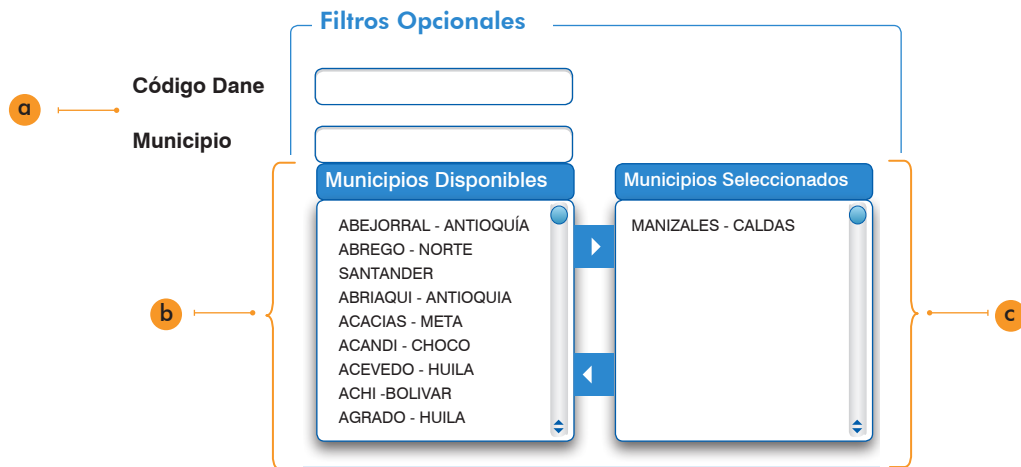 Filtros Opcionales
Código Dane
a
Municipio
Municipios Disponibles
Municipios Seleccionados
ABEJORRAL - ANTIOQUÍA
ABREGO - NORTE
SANTANDER
ABRIAQUI - ANTIOQUIA
ACACIAS - META
ACANDI - CHOCO
ACEVEDO - HUILA
ACHI -BOLIVAR
AGRADO - HUILA
MANIZALES - CALDAS
b
c